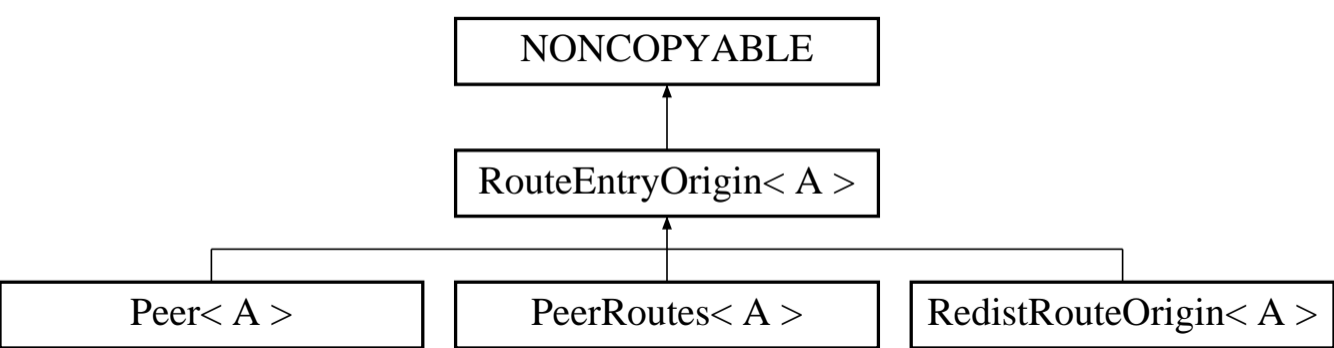 NONCOPYABLE
RouteEntryOrigin< A >
Peer< A >
PeerRoutes< A >
RedistRouteOrigin< A >